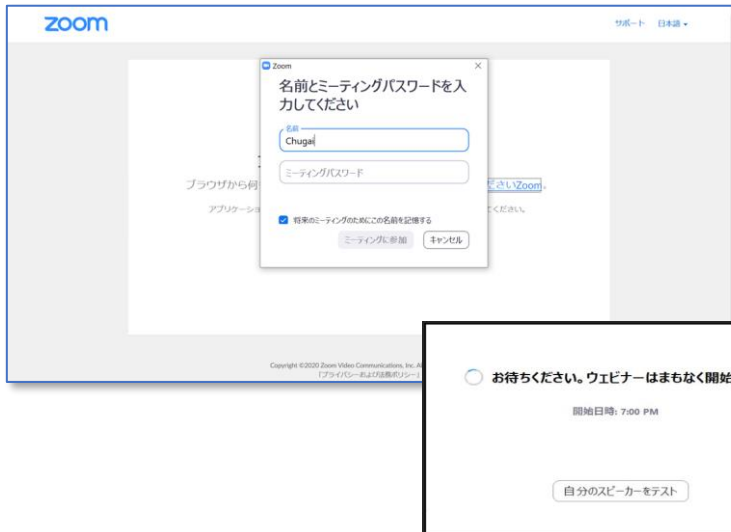 zoom
サポート 日本語
Zoom
名前とミーティングパスワードを入
力してください
名前
Chugai
ミーティングパスワード
ブラウザから何
ださいZoom。
アプリケーショ
てください。
将来のミーティングのためにこの名前を記憶する
ミーティングに参加 キャンセル
Copyright ©2020 Zoom Video Communications, Inc. Al
「プライバシーおよび法務ポリシー」
お待ちください。ウェビナーはまもなく開始
開始日時: 7:00 PM
自分のスピーカーをテスト